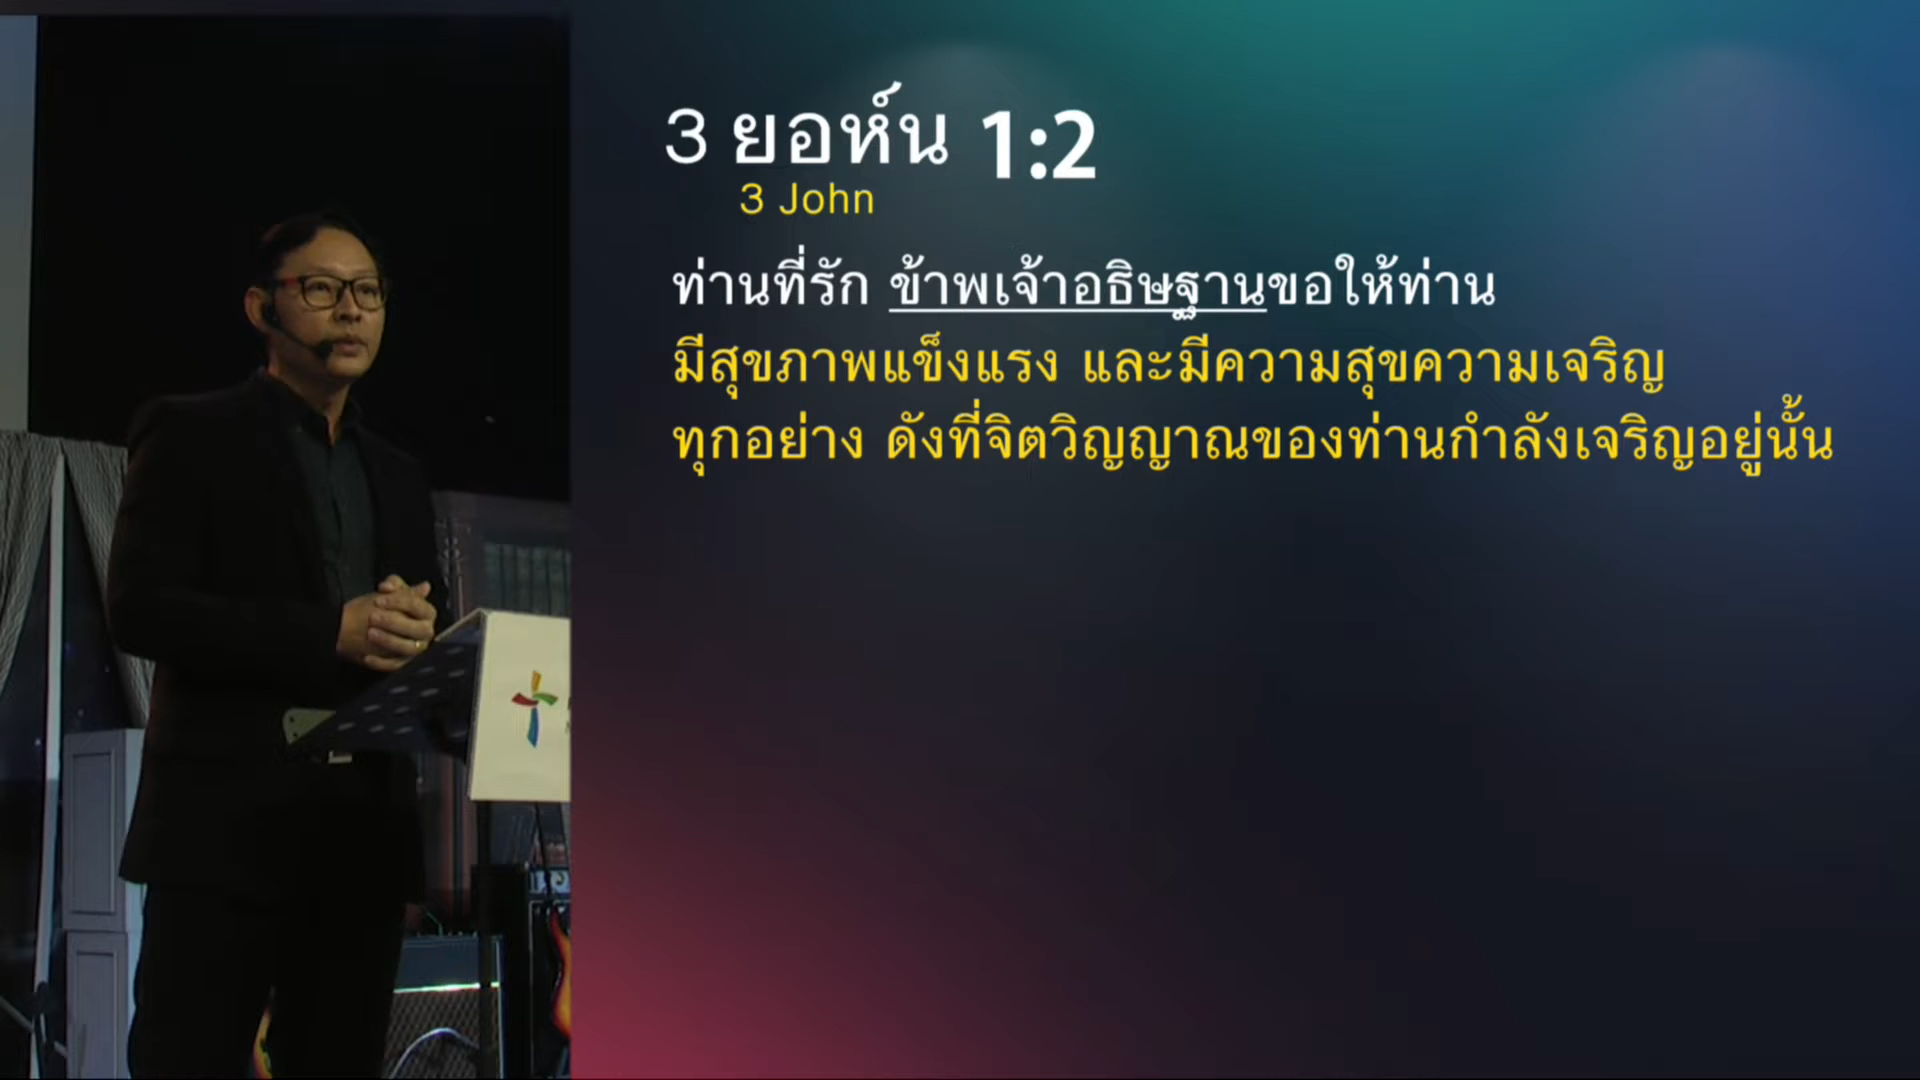 3 ยอห์น 1:2
3 John
ท่านที่รัก ข้าพเจ้าอธิษฐานขอให้ท่าน
มีสุขภาพแข็งแรง และมีความสุขความเจริญ
ทุกอย่าง ดังที่จิตวิญญาณของท่านกำลังเจริญอยู่นั้น